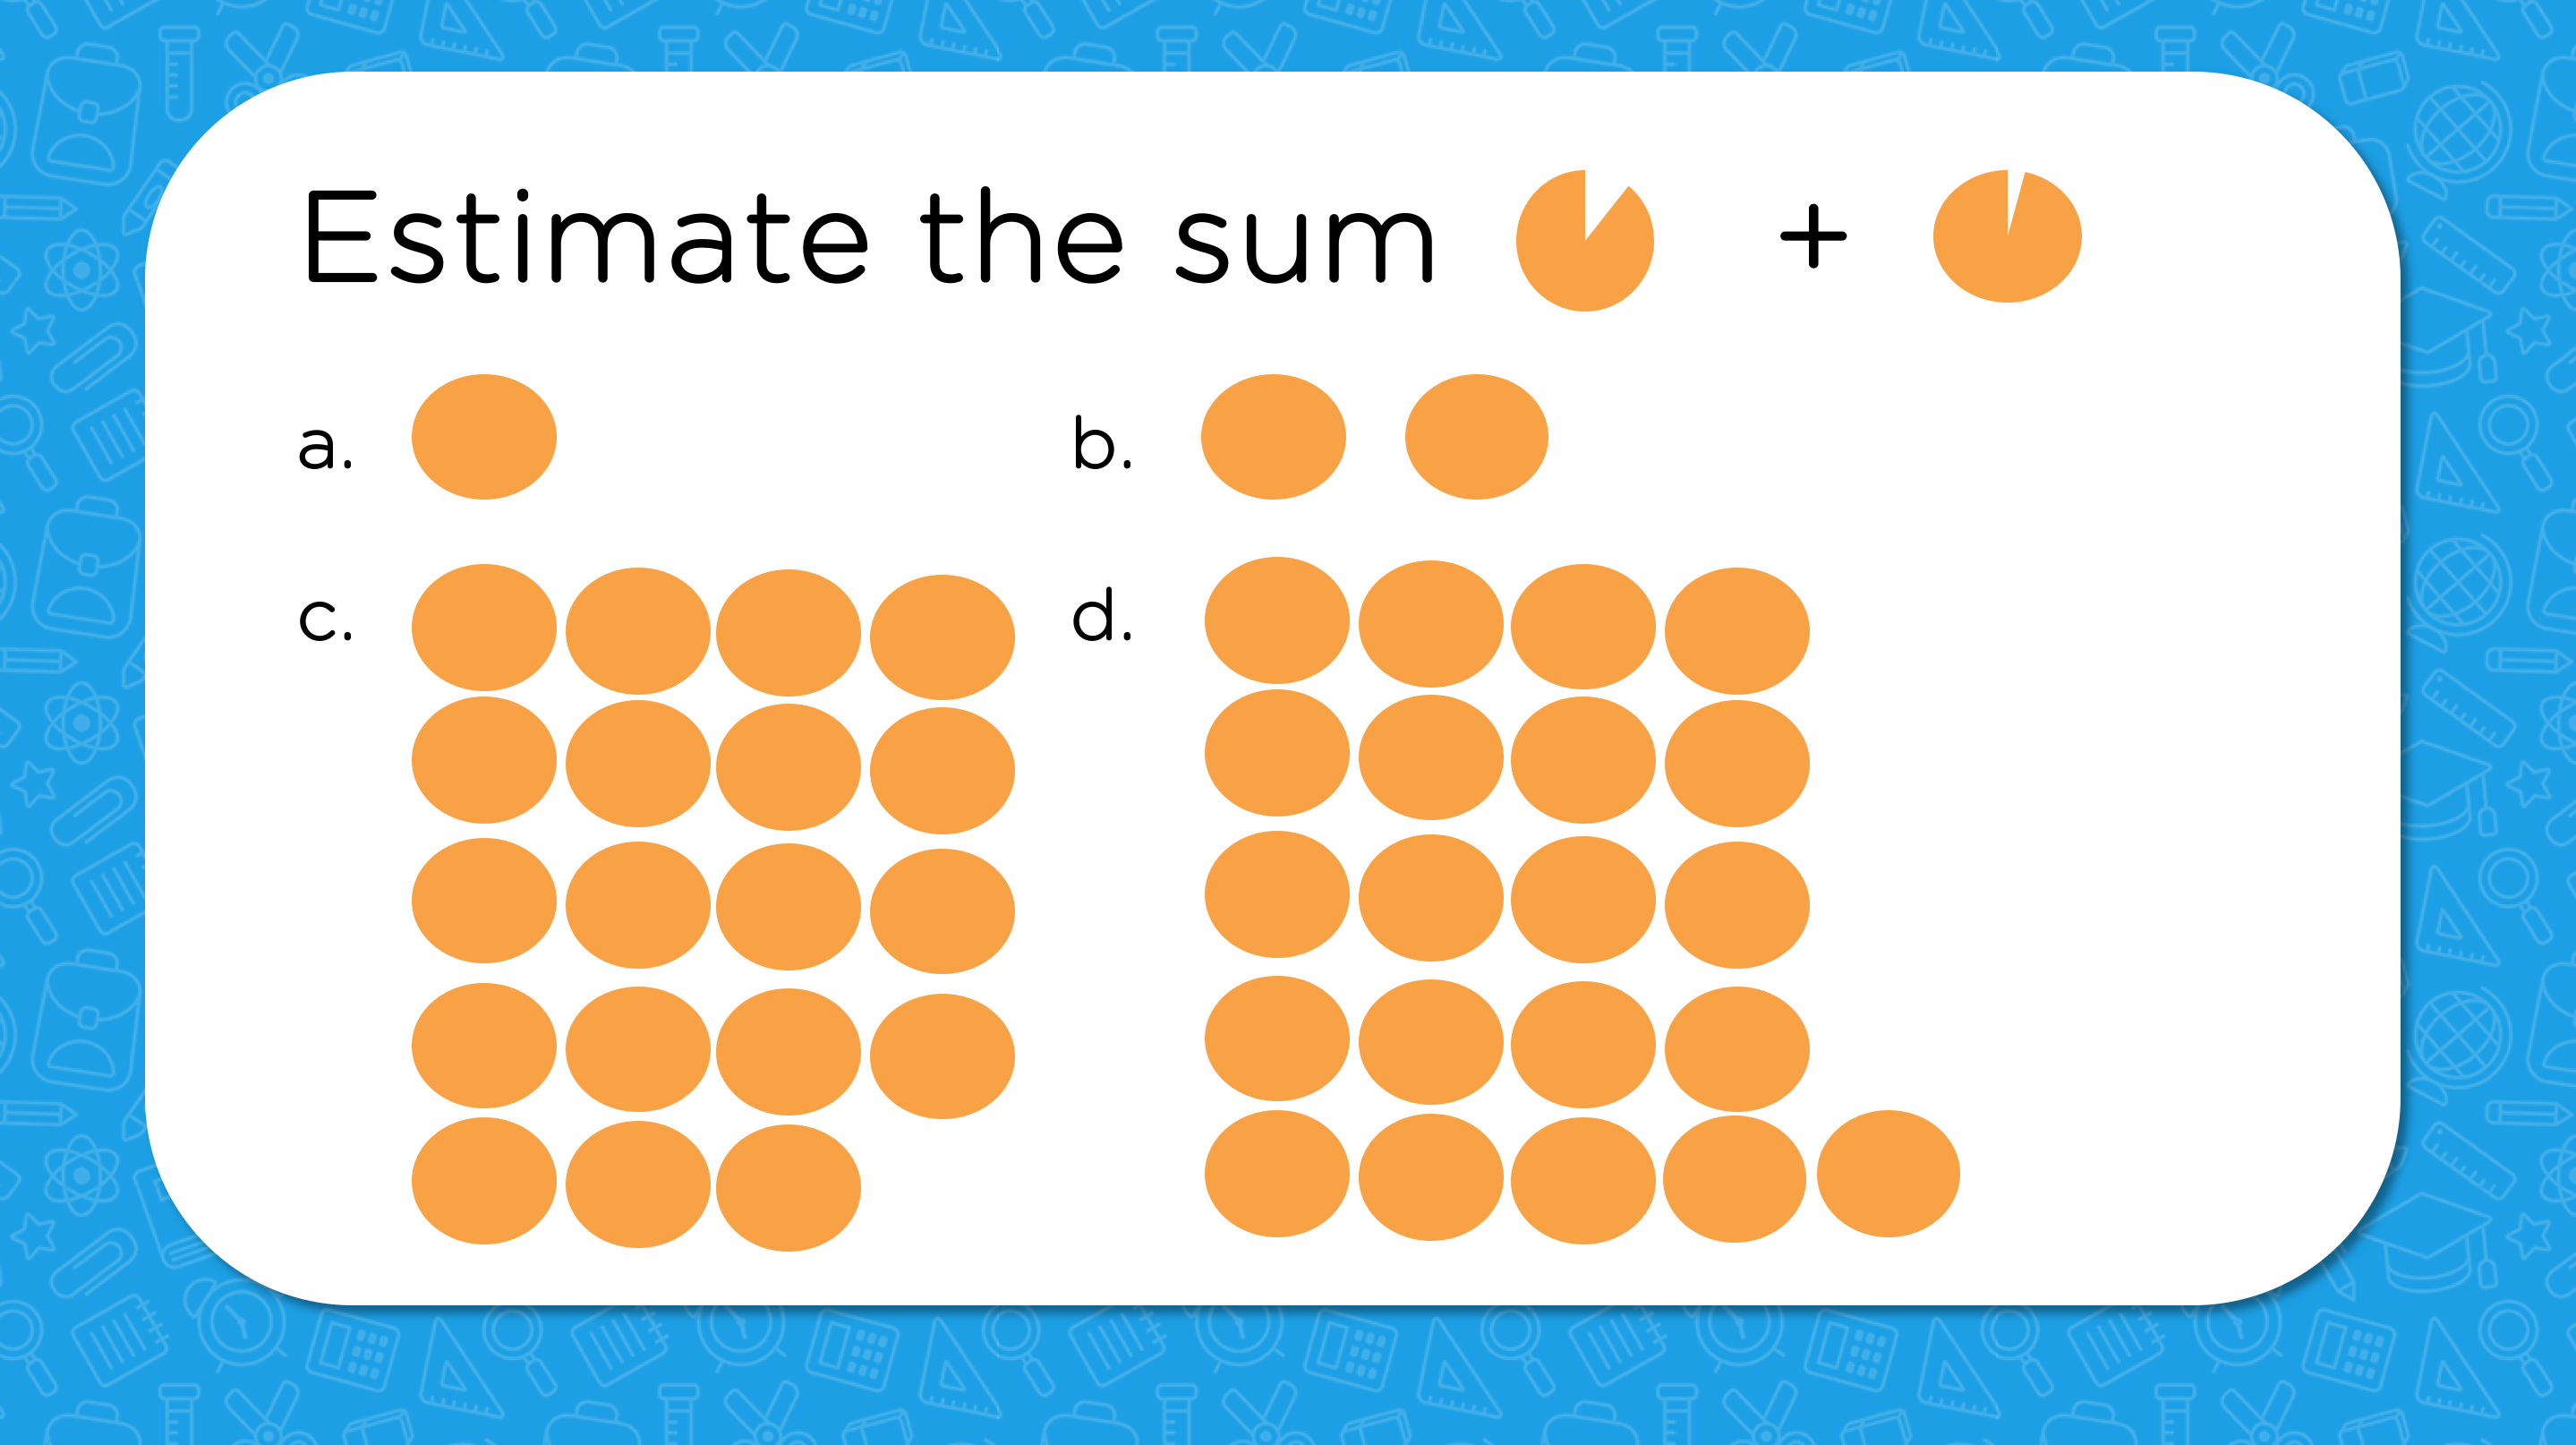 Estimate the sum +
a. b.
c. d.